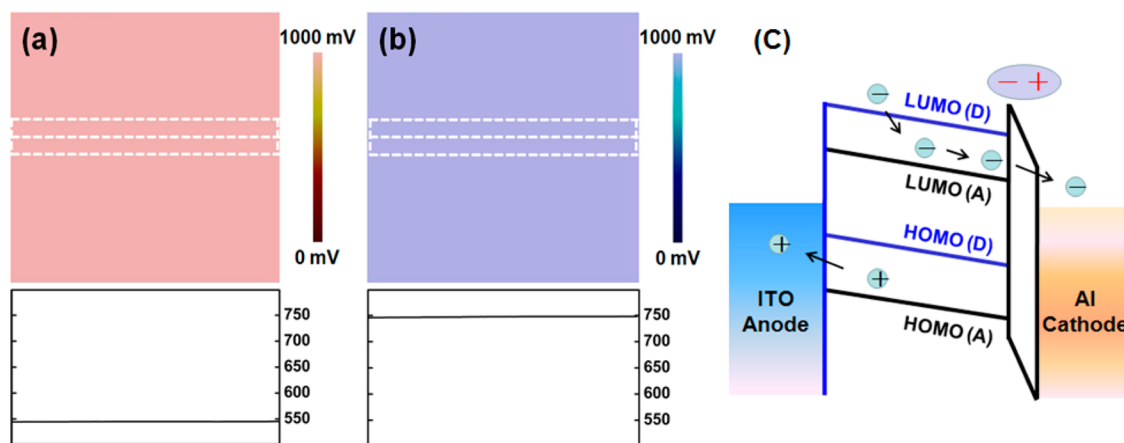 (a)
1000 mV
0 mV
750
700
650
600
550
(b)
1000 mV
0 mV
750
700
650
600
550
(C)
− +
−
LUMO (D)
−
−
−
LUMO (A)
HOMO (D)
+
+
HOMO (A)
ITO
Anode
Al
Cathode